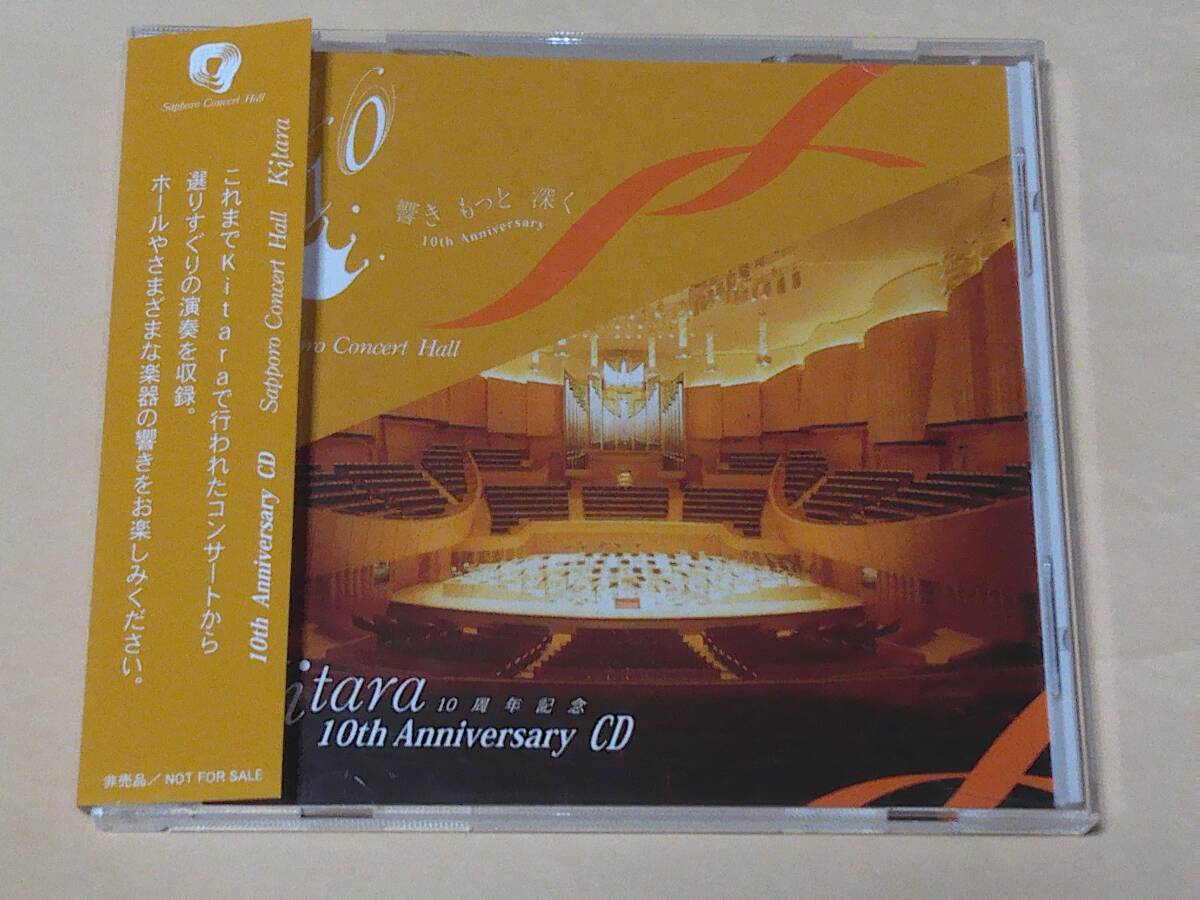 Sapporo Concert Hall
10th Anniversary CD Sapporo Concert Hall Kitara
これまでKitaraで行われたコンサートから
選りすぐりの演奏を収録。
ホールやさまざまな楽器の響きをお楽しみください。
非売品／NOT FOR SALE
響き もっと 深く
10th Anniversary
Concert Hall
itara 10周年記念
10th Anniversary CD